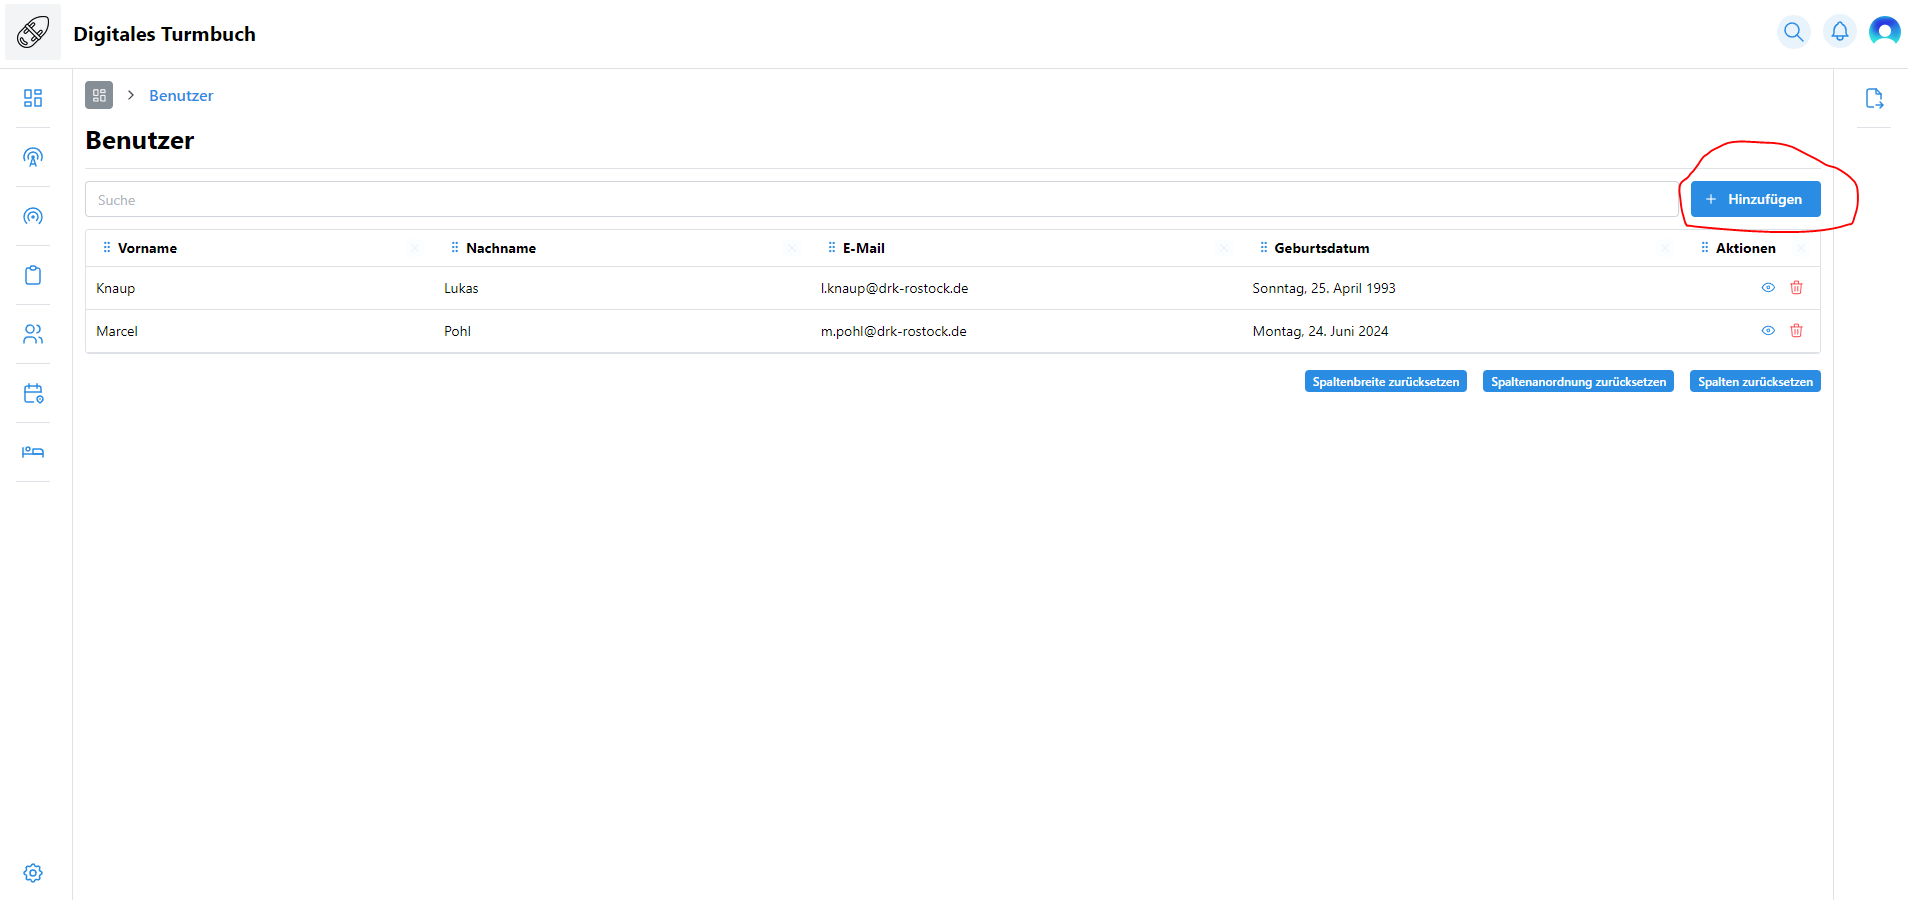 Digitales Turmbuch
Benutzer
Benutzer
Suche
+ Hinzufügen
Vorname Nachname E-Mail Geburtsdatum Aktionen
Knaup Lukas l.knaup@drk-rostock.de Sonntag, 25. April 1993
Marcel Pohl m.pohl@drk-rostock.de Montag, 24. Juni 2024
Spaltenbreite zurücksetzen Spaltenanordnung zurücksetzen Spalten zurücksetzen